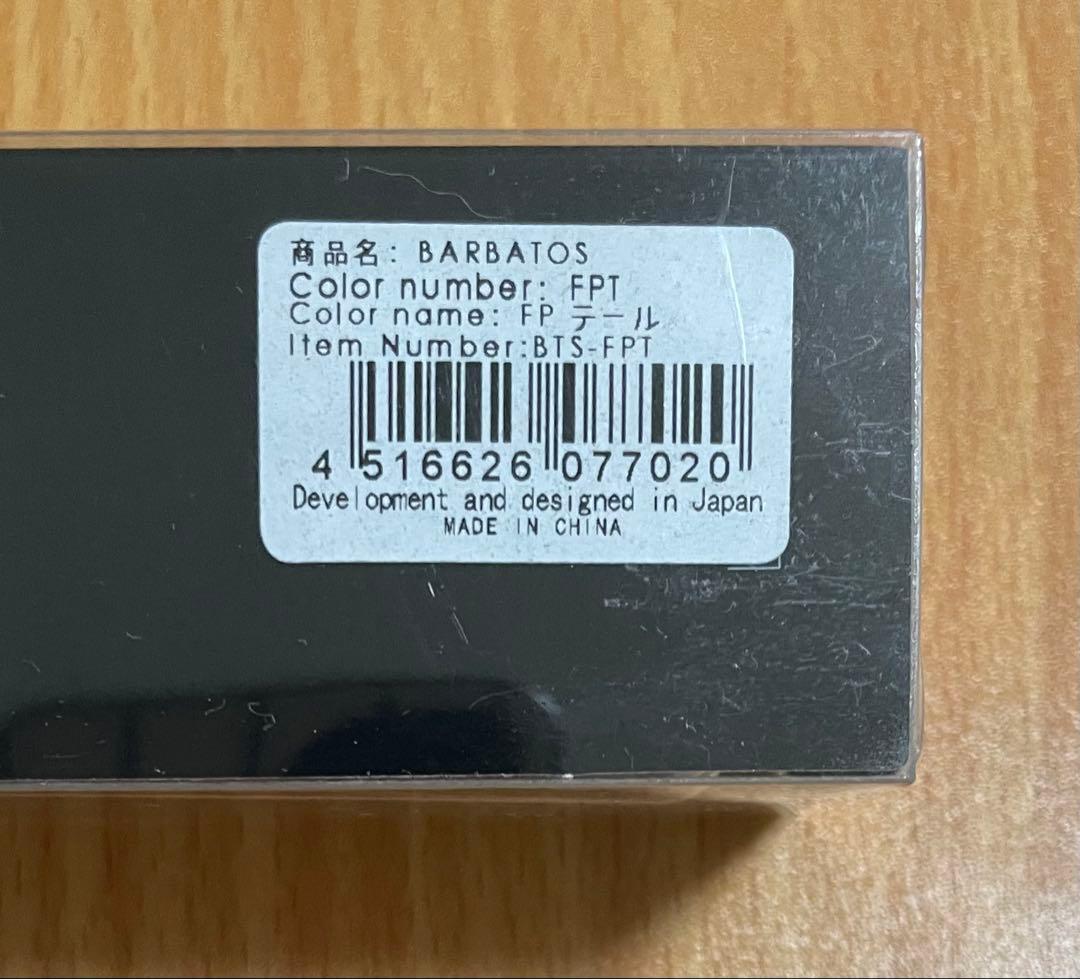 商品名: BARBATOS
Color number: FPT
Color name: FP テール
Item Number:BTS-FPT
4 516626 077020
Development and designed in Japan
MADE IN CHINA